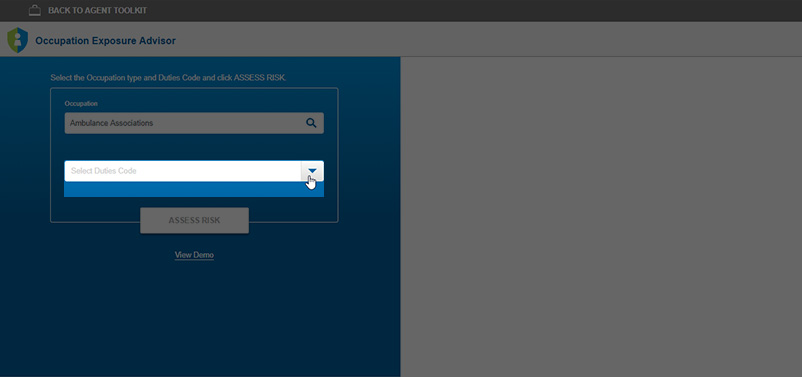 BACK TO AGENT TOOLKIT
Occupation Exposure Advisor
Select the Occupation type and Duties Code and click ASSESS RISK.
Occupation
Ambulance Associations
Select Duties Code
ASSESS RISK
View Demo